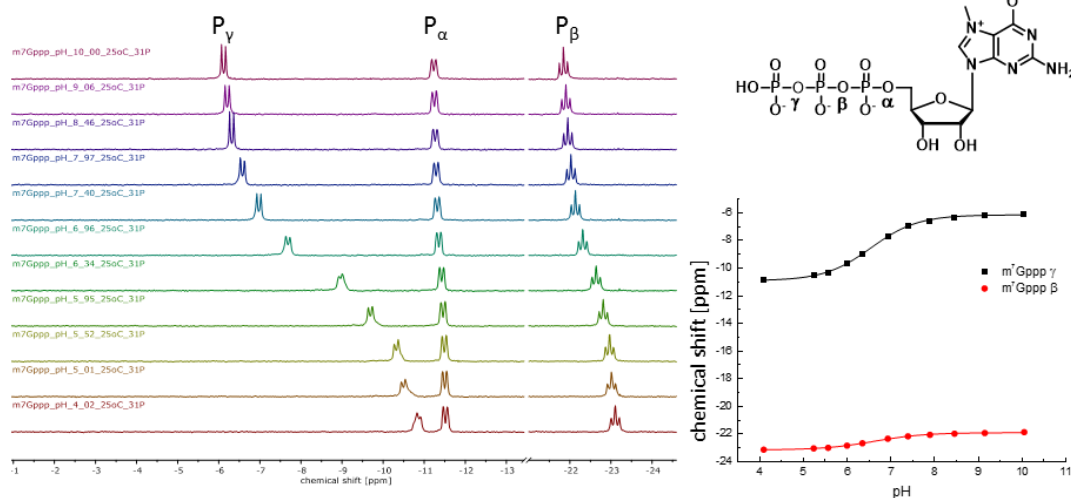 Pγ
Pα
Pβ
m7Gppp_pH_10_00_25oC_31P
m7Gppp_pH_9_06_25oC_31P
m7Gppp_pH_8_46_25oC_31P
m7Gppp_pH_7_97_25oC_31P
m7Gppp_pH_7_40_25oC_31P
m7Gppp_pH_6_96_25oC_31P
m7Gppp_pH_6_34_25oC_31P
m7Gppp_pH_5_95_25oC_31P
m7Gppp_pH_5_52_25oC_31P
m7Gppp_pH_5_01_25oC_31P
m7Gppp_pH_4_02_25oC_31P
-1 -2 -3 -4 -5 -6 -7 -8 -9 -10 -11 -12 -13 -22 -23 -24
chemical shift [ppm]
O
N+
N
NH2
N
N
O O O
HO P O P O P O
O- γ O- β O- α
O
OH OH
-6
-8
-10
-12
-14
-16
-18
-20
-22
-24
chemical shift [ppm]
m7Gppp γ
m7Gppp β
4 5 6 7 8 9 10 11
pH